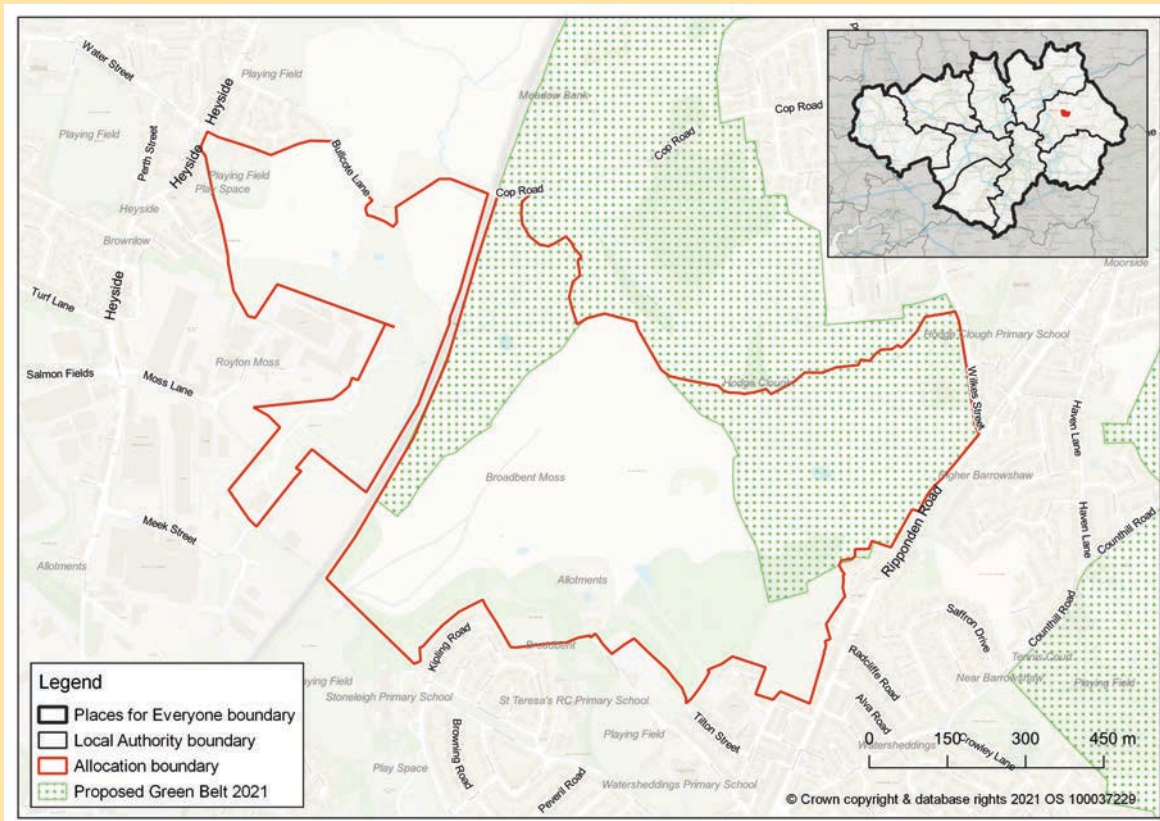 Water Street
Heyside
Playing Field
Playing Field
Perth Street
Heyside
Playing Field
Play Space
Bullcote Lane
Heyside
Brownlow
Heyside
Turf Lane
Royton Moss
Salmon Fields
Moss Lane
Meek Street
Allotments
Meadow Bank
Cop Road
Cop Road
Cop Road
Moorside
Hodge Clough Primary School
Hodge Clough
Wilkes Street
Haven Lane
Higher Barrowshaw
Broadbent Moss
Ripponden Road
Haven Lane
Counthill Road
Allotments
Counthill Road
Saffron Drive
Tennis Court
Near Barrowshaw
Playing Field
Kipling Road
Broadbent
Radcliffe Road
Alva Road
Playing Field
Stoneleigh Primary School
St Teresa's RC Primary School
Tilton Street
Browning Road
Playing Field
Watersheddings
Crowley Lane
Play Space
Peveril Road
Watersheddings Primary School
0 150 300 450 m
© Crown copyright & database rights 2021 OS 100037229
Legend
Places for Everyone boundary
Local Authority boundary
Allocation boundary
Proposed Green Belt 2021